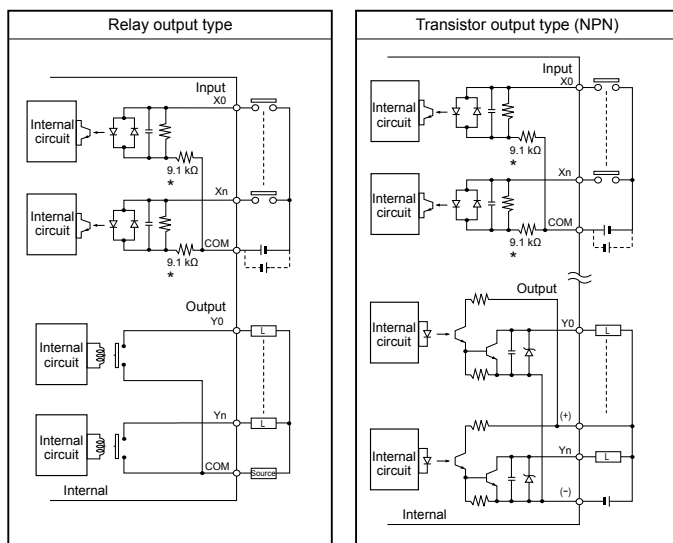 Relay output type
Input
X0
Internal
circuit
9.1 kΩ
*
Xn
Internal
circuit
COM
9.1 kΩ
*
Output
Y0
L
Internal
circuit
Yn
L
Internal
circuit
COM
Source
Internal
Transistor output type (NPN)
Input
X0
Internal
circuit
9.1 kΩ
*
Xn
Internal
circuit
COM
9.1 kΩ
*
Output
Y0
L
Internal
circuit
(+)
Yn
L
Internal
circuit
(−)
Internal